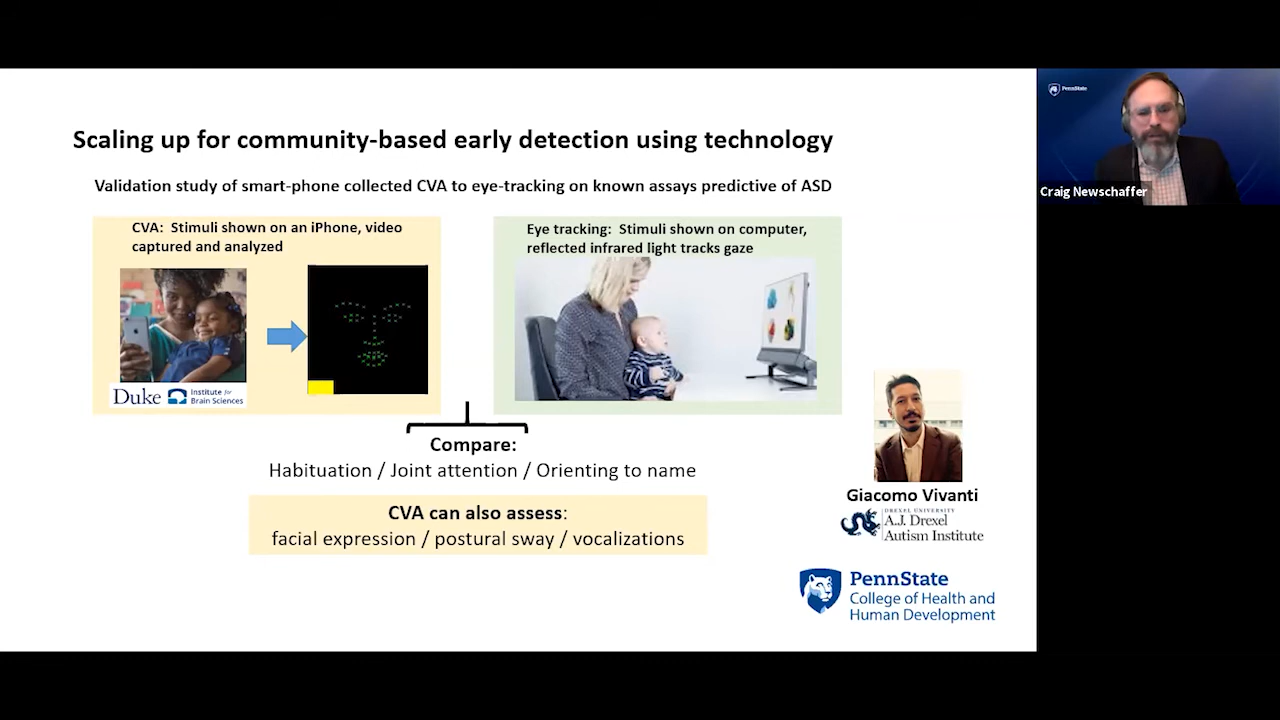 Scaling up for community-based early detection using technology
Validation study of smart-phone collected CVA to eye-tracking on known assays predictive of ASD
CVA: Stimuli shown on an iPhone, video
captured and analyzed
Eye tracking: Stimuli shown on computer,
reflected infrared light tracks gaze
Duke Institute for
Brain Sciences
Compare:
Habituation / Joint attention / Orienting to name
CVA can also assess:
facial expression / postural sway / vocalizations
Giacomo Vivanti
DREXEL UNIVERSITY
A.J. Drexel
Autism Institute
PennState
College of Health and
Human Development
PennState
Craig Newschaffer